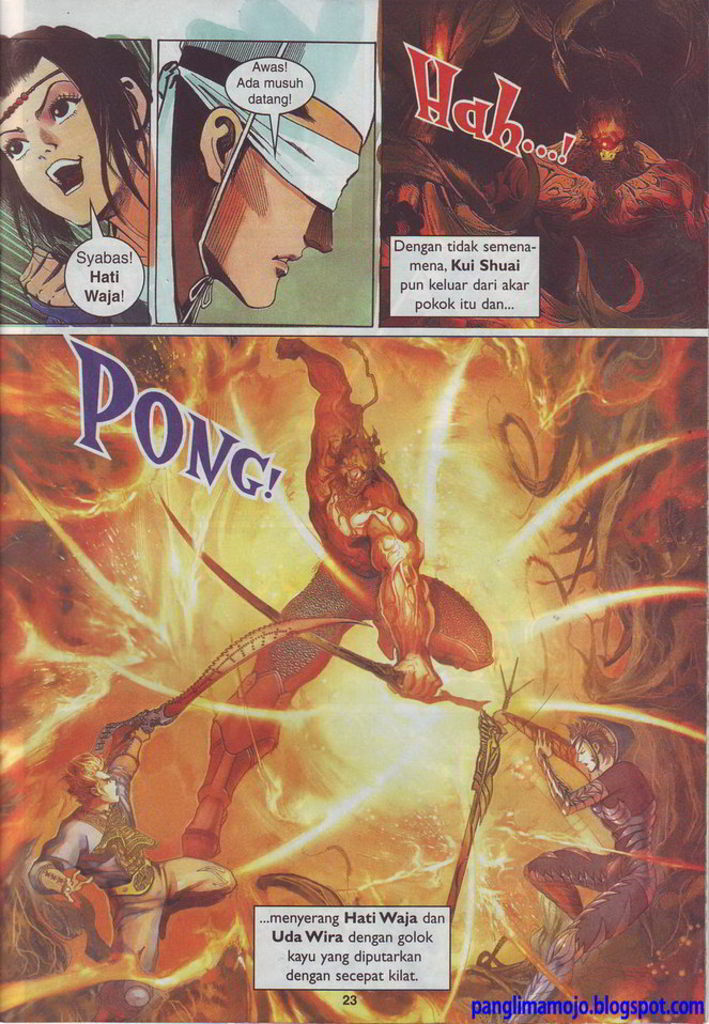 Syabas!
Hati
Waja!
Awas!
Ada musuh
datang!
Hah...!
Dengan tidak semena-
mena, Kui Shuai
pun keluar dari akar
pokok itu dan...
PONG!
...menyerang Hati Waja dan
Uda Wira dengan golok
kayu yang diputarkan
dengan secepat kilat.
23
panglimamojo.blogspot.com